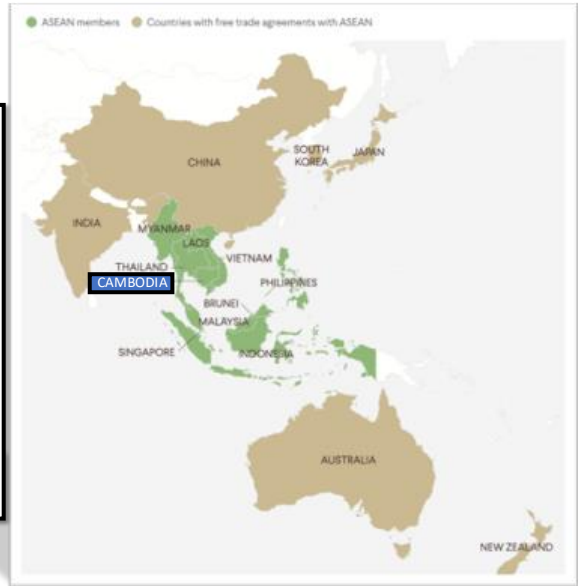 ASEAN members Countries with free trade agreements with ASEAN
CHINA
SOUTH
KOREA
JAPAN
INDIA
MYANMAR
LAOS
VIETNAM
THAILAND
CAMBODIA
PHILIPPINES
BRUNEI
MALAYSIA
SINGAPORE
INDONESIA
AUSTRALIA
NEW ZEALAND